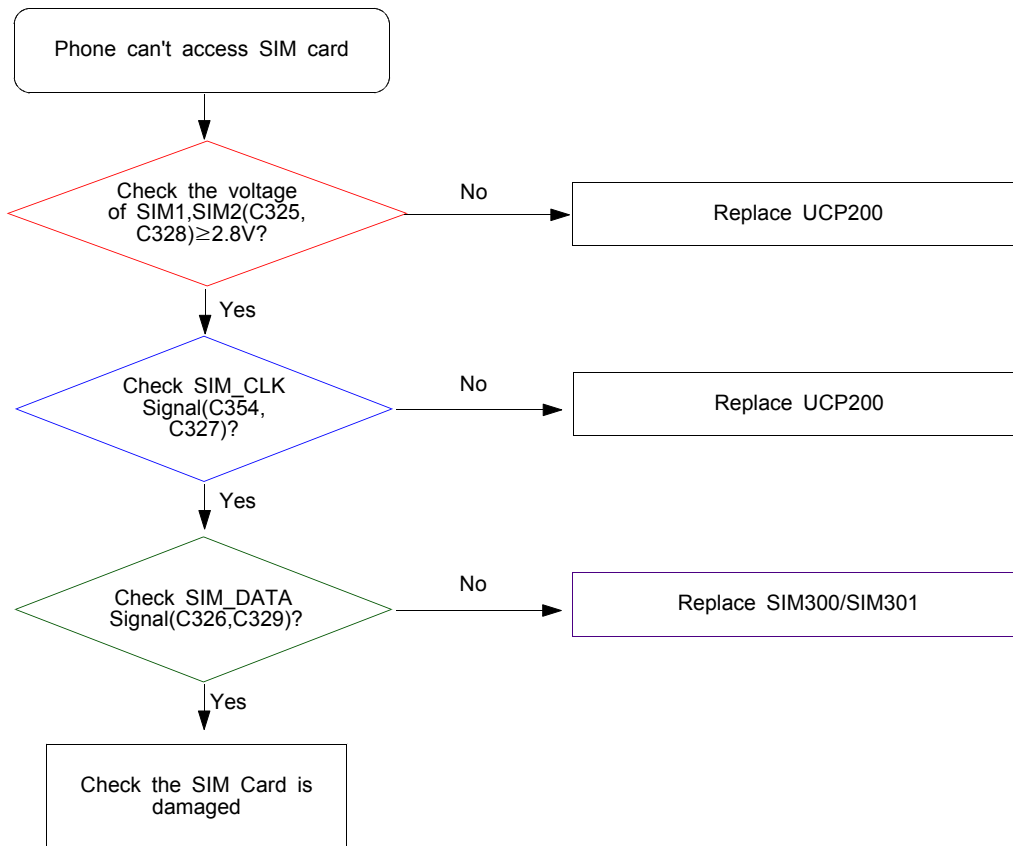 Phone can't access SIM card
Check the voltage
of SIM1,SIM2(C325,
C328)≥2.8V?
No
Replace UCP200
Yes
Check SIM_CLK
Signal(C354,
C327)?
No
Replace UCP200
Yes
Check SIM_DATA
Signal(C326,C329)?
No
Replace SIM300/SIM301
Yes
Check the SIM Card is
damaged